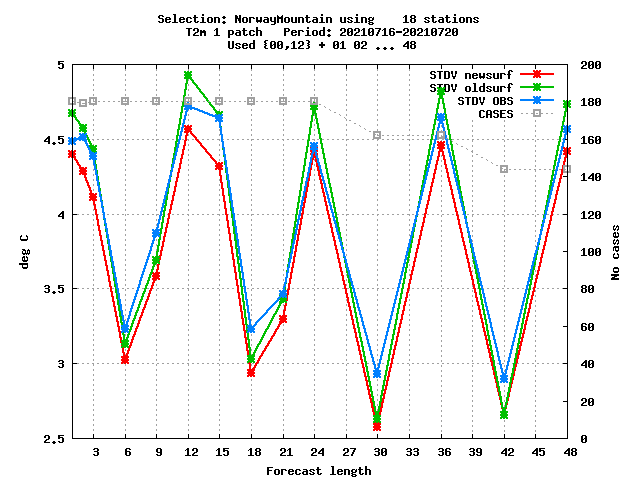 Selection: NorwayMountain using    18 stations
T2m 1 patch   Period: 20210716-20210720
Used {00,12} + 01 02 ... 48
STDV newsurf
STDV oldsurf
STDV OBS
CASES
5
4.5
4
3.5
3
2.5
deg C
200
180
160
140
120
100
80
60
40
20
0
No cases
3 6 9 12 15 18 21 24 27 30 33 36 39 42 45 48
Forecast length